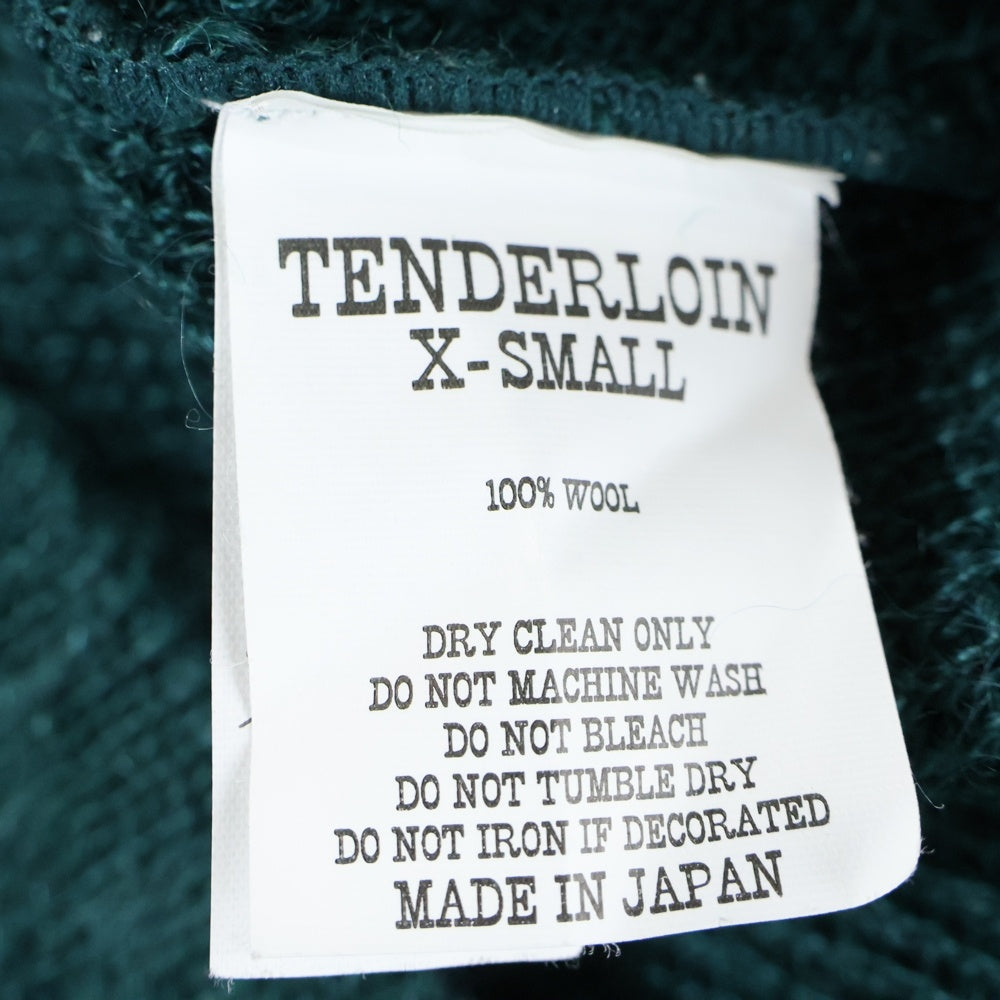 TENDERLOIN
X-SMALL
100% WOOL
DRY CLEAN ONLY
DO NOT MACHINE WASH
DO NOT BLEACH
DO NOT TUMBLE DRY
DO NOT IRON IF DECORATED
MADE IN JAPAN